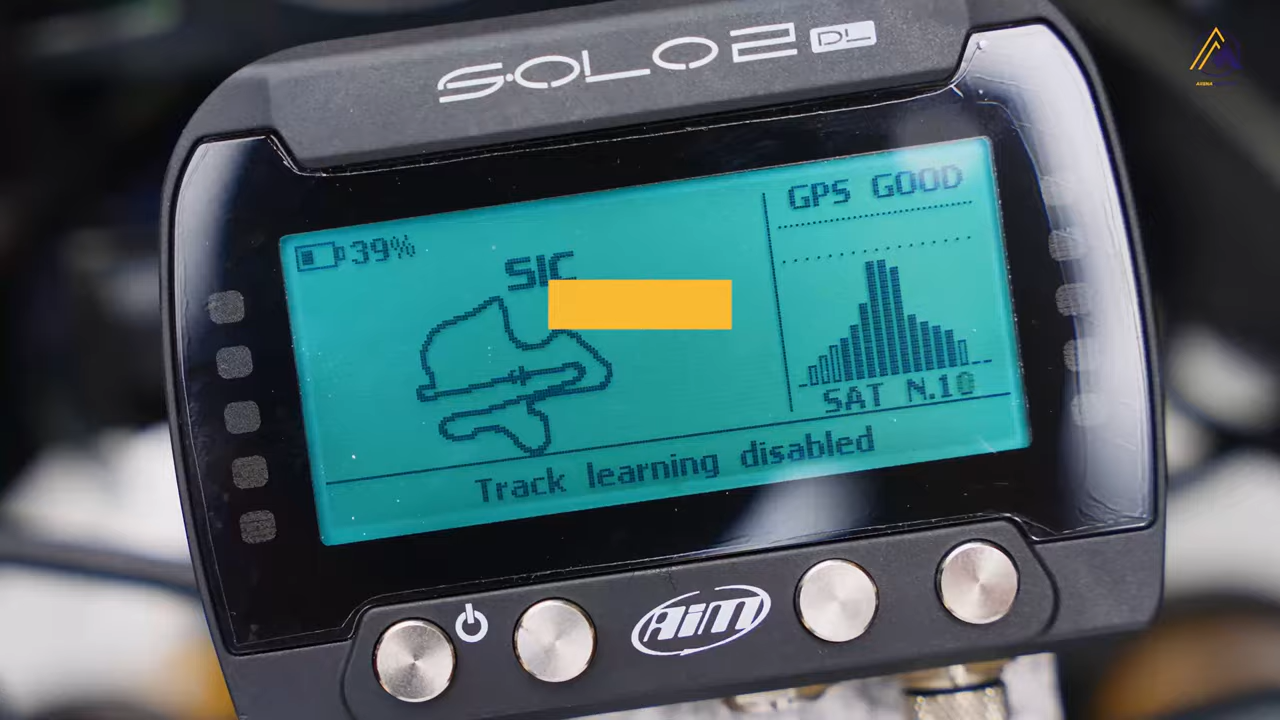 SOLO2 DL
39%
SIC
GPS GOOD
SAT N.10
Track learning disabled
AiM